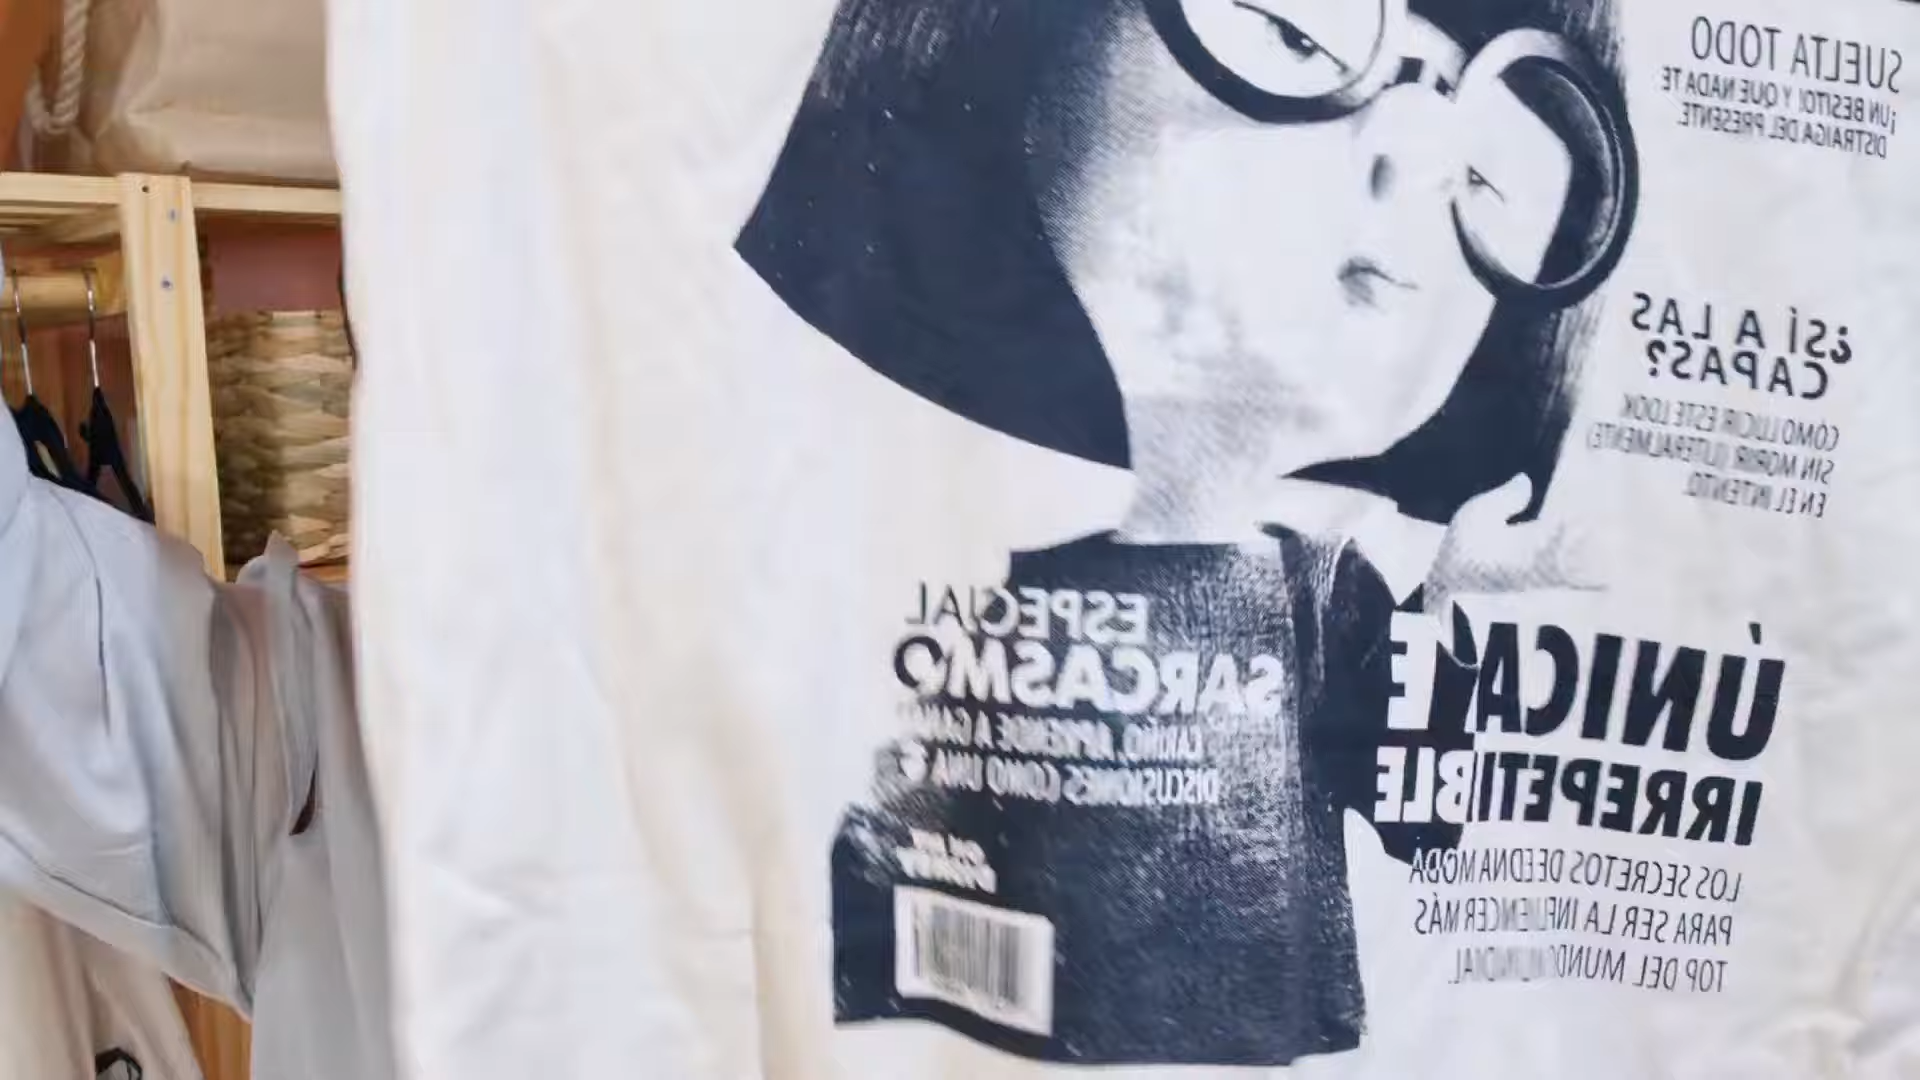 SUELTA TODO
¡UN BESITO! Y QUE NADA TE
DISTRAIGA DEL PRESENTE.
¿SÍ A LAS
CAPAS?
CÓMO LUCIR ESTE LOOK
SIN MORIR (LITERALMENTE)
EN EL INTENTO.
ÚNICA E
IRREPETIBLE
LOS SECRETOS DE EDNA MODA
PARA SER LA INFLUENCER MÁS
TOP DEL MUNDO MUNDIAL.
ESPECIAL
SARCASMO
CARIÑO, APRENDE A
DISCUSIONES COMO UNA